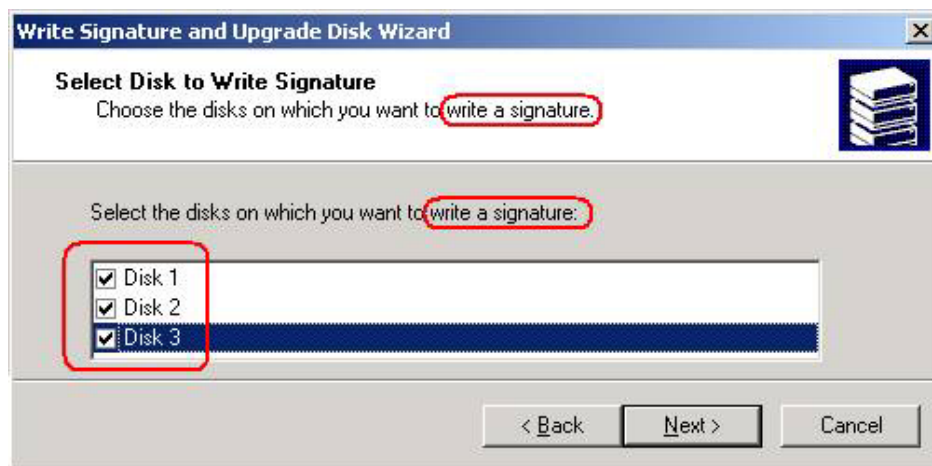 Write Signature and Upgrade Disk Wizard
Select Disk to Write Signature
Choose the disks on which you want to write a signature.
Select the disks on which you want to write a signature:
Disk 1
Disk 2
Disk 3
< Back Next > Cancel